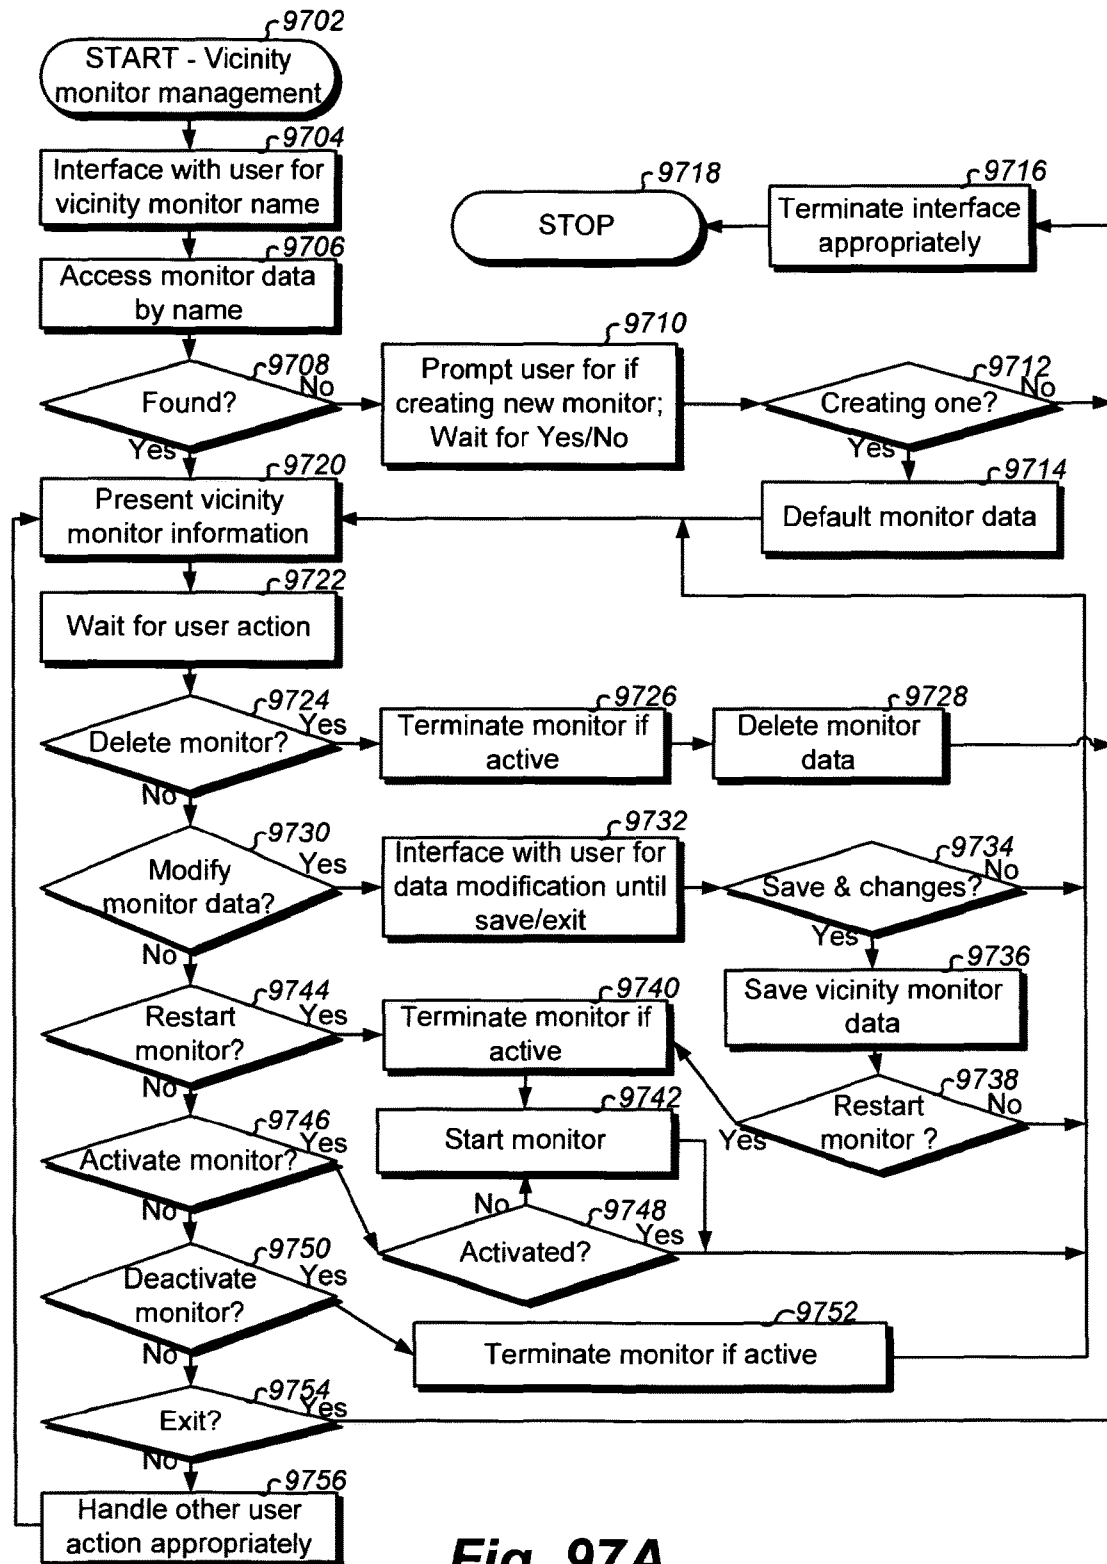 9702
START - Vicinity
monitor management
9704
Interface with user for
vicinity monitor name
9718
STOP
9716
Terminate interface
appropriately
9706
Access monitor data
by name
9708
Found?
No
Yes
9710
Prompt user for if
creating new monitor;
Wait for Yes/No
9712
Creating one?
No
Yes
9714
Default monitor data
9720
Present vicinity
monitor information
9722
Wait for user action
9724
Delete monitor?
Yes
No
9726
Terminate monitor if
active
9728
Delete monitor
data
9730
Modify
monitor data?
Yes
No
9732
Interface with user for
data modification until
save/exit
9734
Save & changes?
No
Yes
9736
Save vicinity monitor
data
9738
Restart
monitor ?
No
Yes
9744
Restart
monitor?
Yes
No
9740
Terminate monitor if
active
9742
Start monitor
9746
Activate monitor?
Yes
No
9748
Activated?
No
Yes
9750
Deactivate
monitor?
Yes
No
9752
Terminate monitor if active
9754
Exit?
Yes
No
9756
Handle other user
action appropriately
Fig. 97A